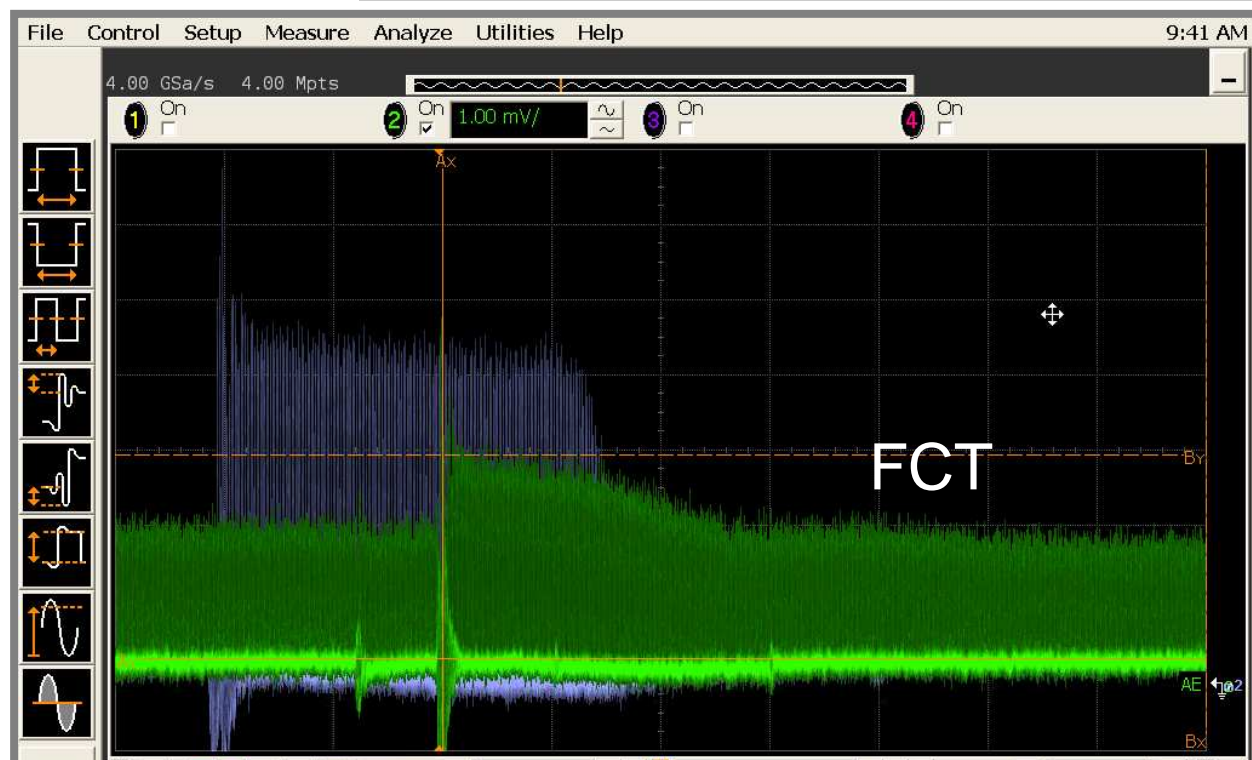 File Control Setup Measure Analyze Utilities Help 9:41 AM
4.00 GSa/s 4.00 Mpts
1 On 2 On 1.00 mV/ 3 On 4 On
Ax
FCT
By
AE
Bx